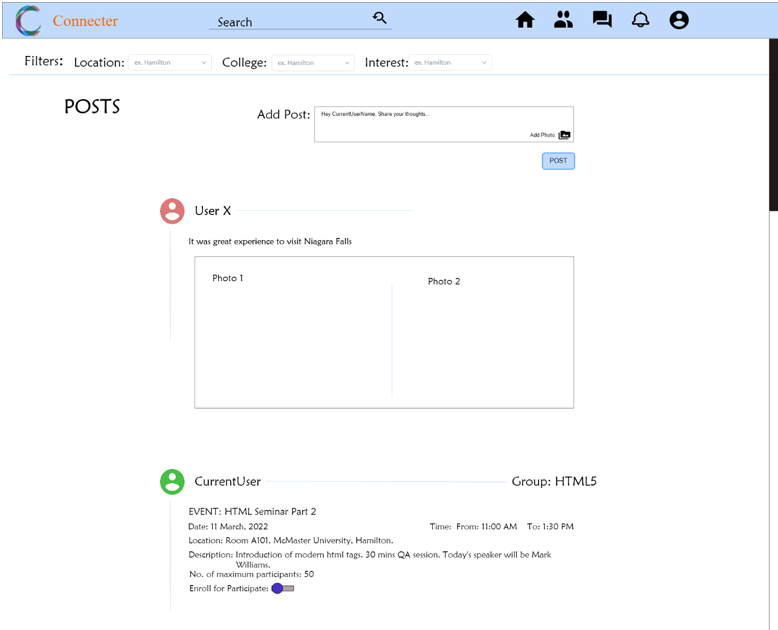 Connecter
Search
Filters: Location: ex. Hamilton College: ex. Hamilton Interest: ex. Hamilton
POSTS
Add Post: Hey CurrentUserName. Share your thoughts...
Add Photo
POST
User X
It was great experience to visit Niagara Falls
Photo 1
Photo 2
CurrentUser Group: HTML5
EVENT: HTML Seminar Part 2
Date: 11 March, 2022 Time: From: 11:00 AM To: 1:30 PM
Location: Room A101, McMaster University, Hamilton.
Description: Introduction of modern html tags. 30 mins QA session. Today's speaker will be Mark
Williams.
No. of maximum participants: 50
Enroll for Participate: